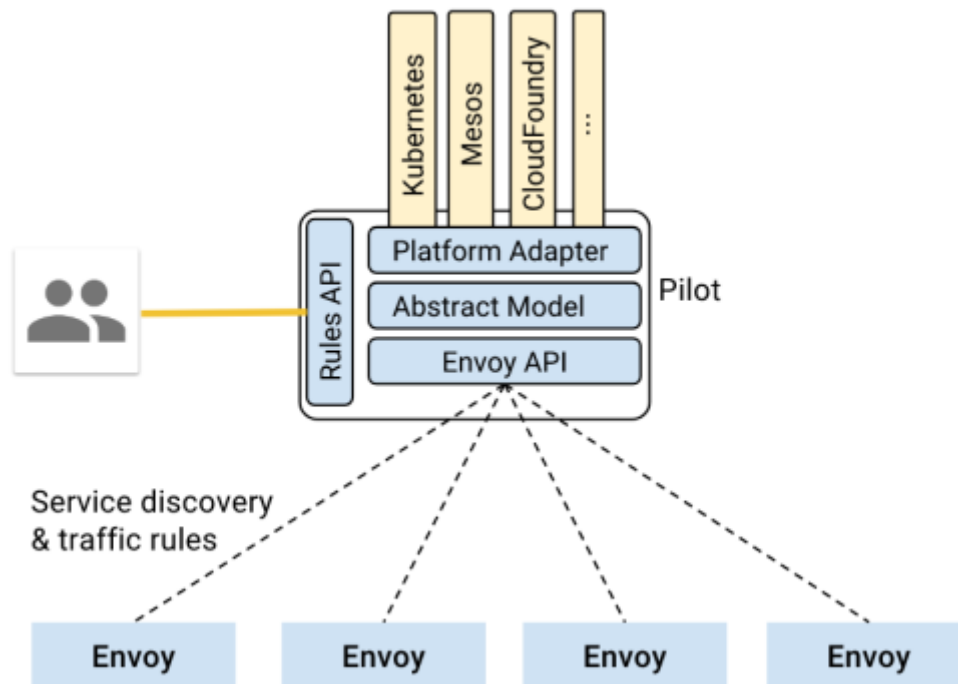 Kubernetes
Mesos
CloudFoundry
...
Rules API
Platform Adapter
Abstract Model
Envoy API
Pilot
Service discovery
& traffic rules
Envoy
Envoy
Envoy
Envoy